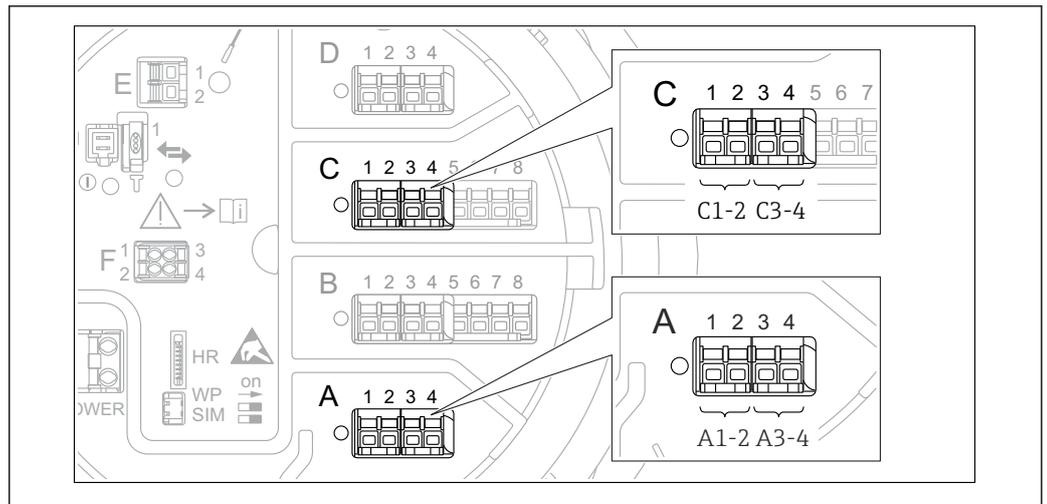 D 1 2 3 4
E 1
2
1
C 1 2 3 4 5 6 7 8
C 1 2 3 4 5 6 7
C1-2 C3-4
i
F 1 3
2 4
B 1 2 3 4 5 6 7 8
A 1 2 3 4
A1-2 A3-4
HR
WP on
SIM
OWER
A 1 2 3 4